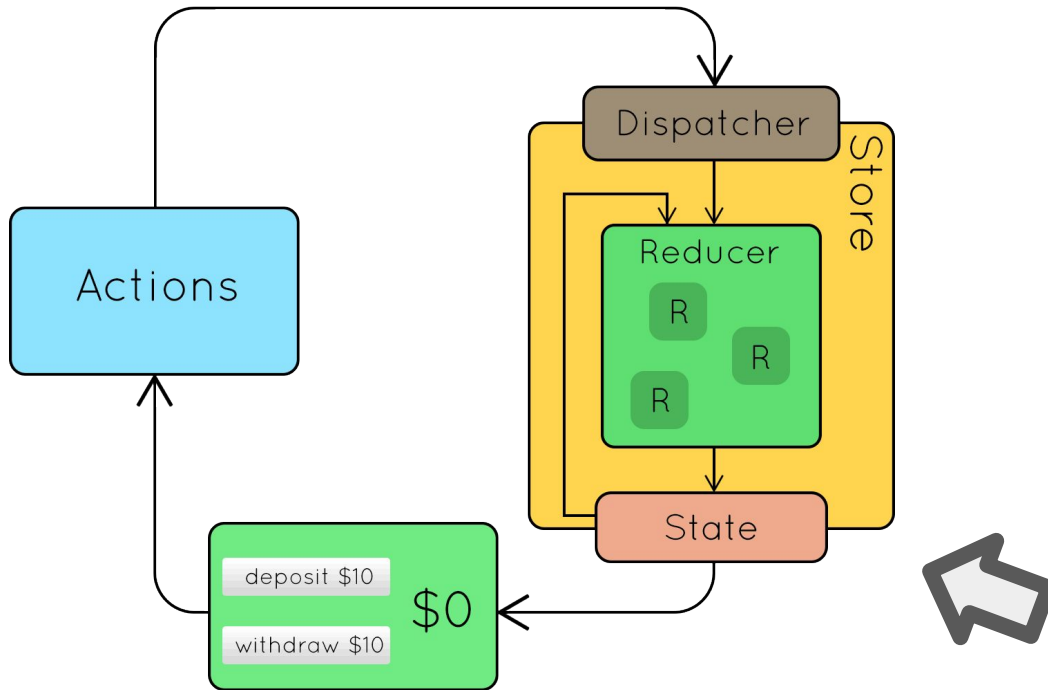 Dispatcher
Store
Reducer
R
R
R
Actions
State
deposit $10
$0
withdraw $10